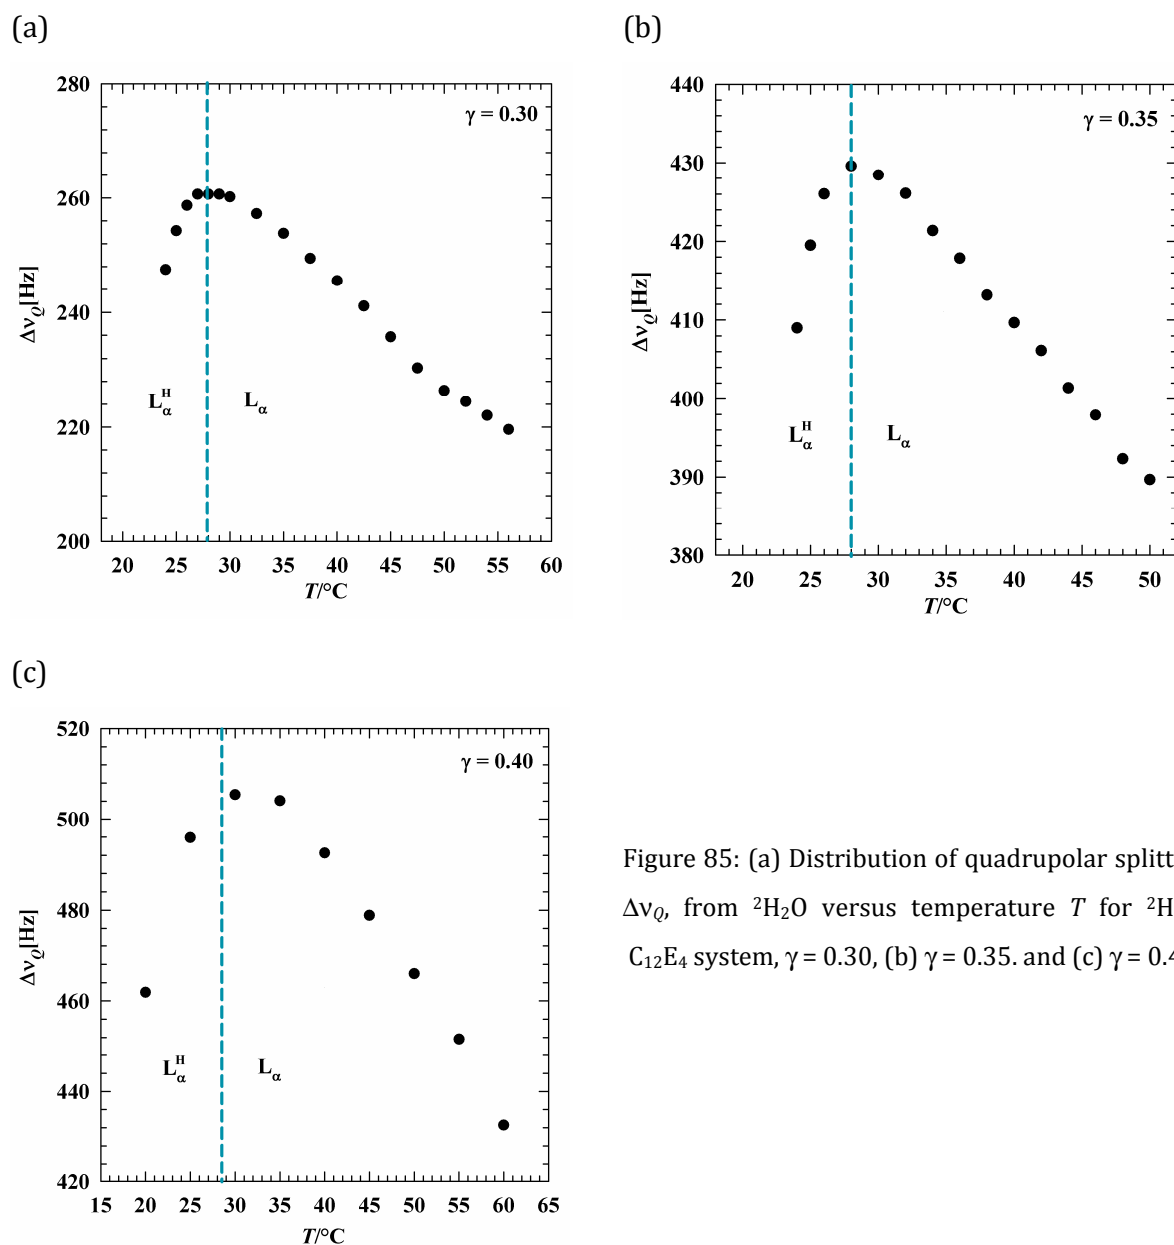 (a)
280
260
240
220
200
Δν_Q[Hz]
γ = 0.30
L_α^H
L_α
20 25 30 35 40 45 50 55 60
T/°C
(b)
440
430
420
410
400
390
380
Δν_Q[Hz]
γ = 0.35
L_α^H
L_α
20 25 30 35 40 45 50
T/°C
(c)
520
500
480
460
440
420
Δν_Q[Hz]
γ = 0.40
L_α^H
L_α
15 20 25 30 35 40 45 50 55 60 65
T/°C
Figure 85: (a) Distribution of quadrupolar splitt
Δν_Q, from ²H₂O versus temperature T for ²H
C₁₂E₄ system, γ = 0.30, (b) γ = 0.35. and (c) γ = 0.4